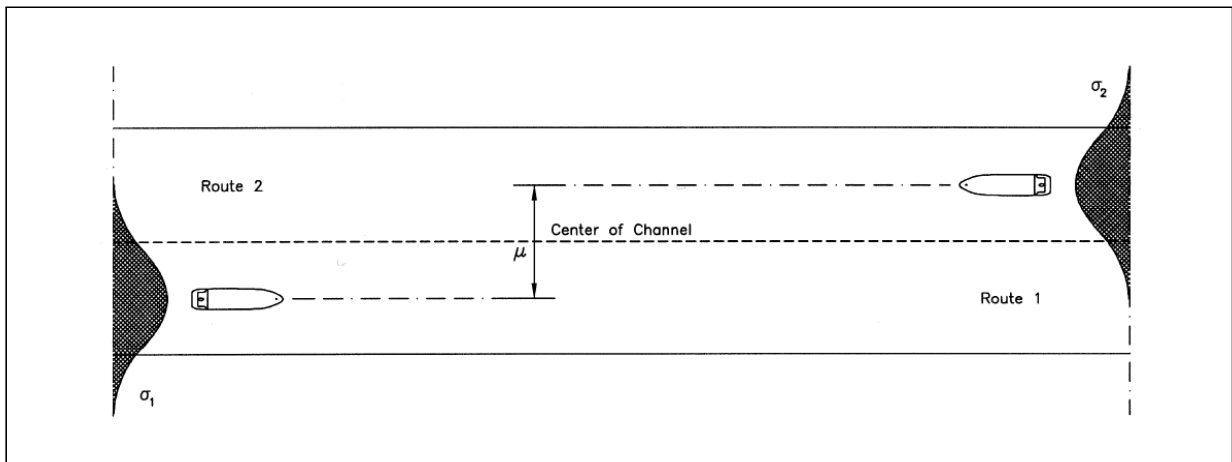 σ2
Route 2
Center of Channel
μ
Route 1
σ1